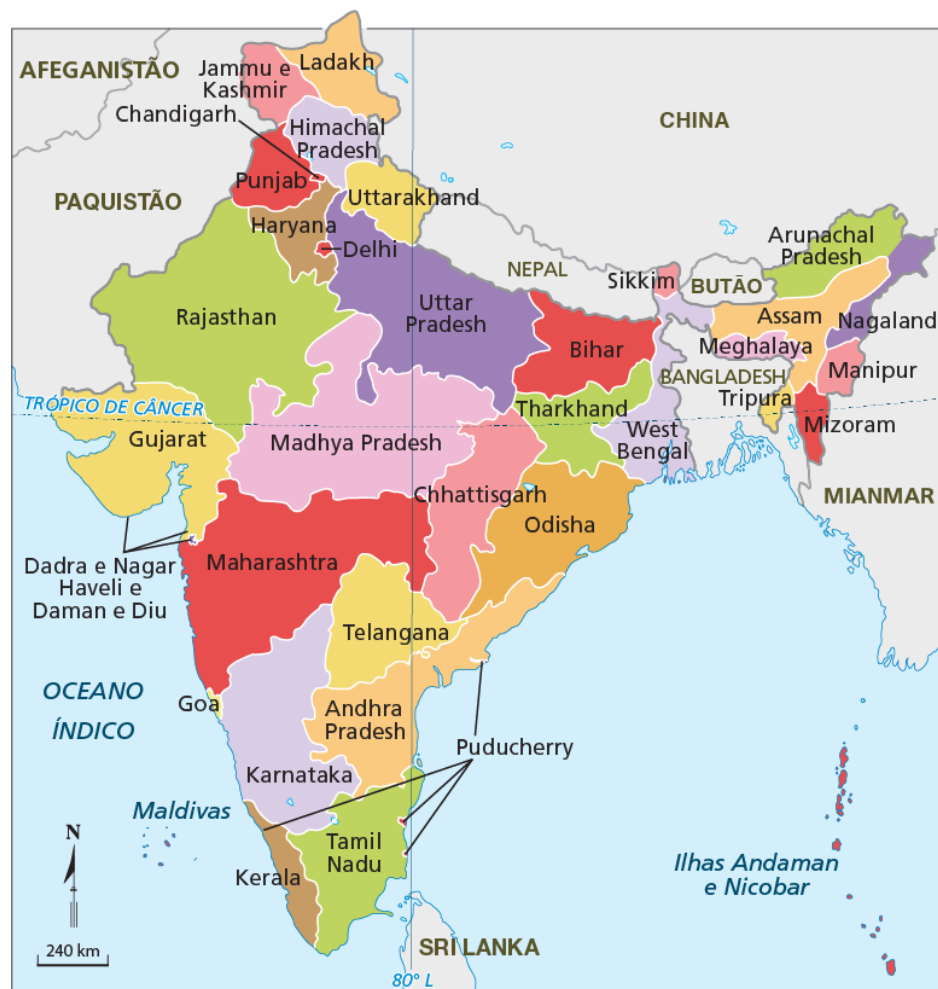 AFEGANISTÃO
Jammu e
Kashmir
Ladakh
Chandigarh
Himachal
Pradesh
CHINA
PAQUISTÃO
Punjab
Uttarakhand
Haryana
Delhi
NEPAL
Sikkim
BUTÃO
Arunachal
Pradesh
Rajasthan
Uttar
Pradesh
Assam
Nagaland
Bihar
Meghalaya
Manipur
BANGLADESH
TRÓPICO DE CÂNCER
Tharkhand
Tripura
Gujarat
Madhya Pradesh
West
Bengal
Mizoram
Chhattisgarh
MIANMAR
Odisha
Dadra e Nagar
Haveli e
Daman e Diu
Maharashtra
Telangana
OCEANO
ÍNDICO
Goa
Andhra
Pradesh
Puducherry
Karnataka
Maldivas
N
Tamil
Nadu
Kerala
Ilhas Andaman
e Nicobar
240 km
SRI LANKA
80° L